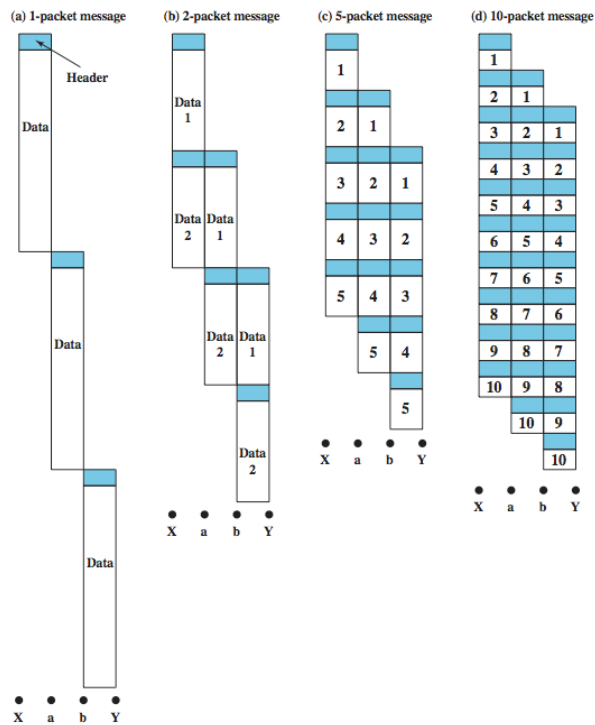 (a) 1-packet message
Header
Data
Data
Data
X a b Y
(b) 2-packet message
Data
1
Data Data
2 1
Data Data
2 1
Data
2
X a b Y
(c) 5-packet message
1
2 1
3 2 1
4 3 2
5 4 3
5 4
5
X a b Y
(d) 10-packet message
1
2 1
3 2 1
4 3 2
5 4 3
6 5 4
7 6 5
8 7 6
9 8 7
10 9 8
10 9
10
X a b Y